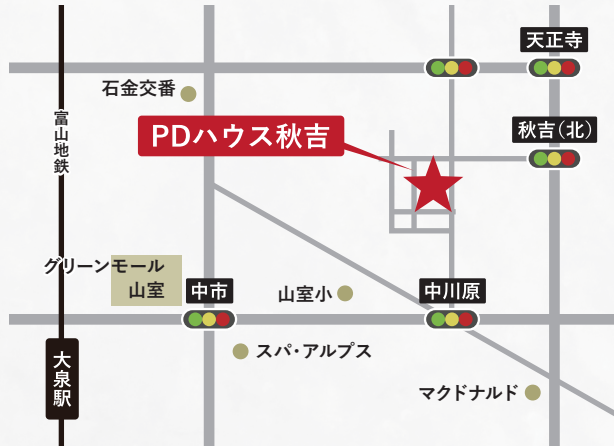 天正寺
石金交番
富山地鉄
PDハウス秋吉
秋吉（北）
グリーンモール
山室
中市
山室小
中川原
スパ・アルプス
大泉駅
マクドナルド